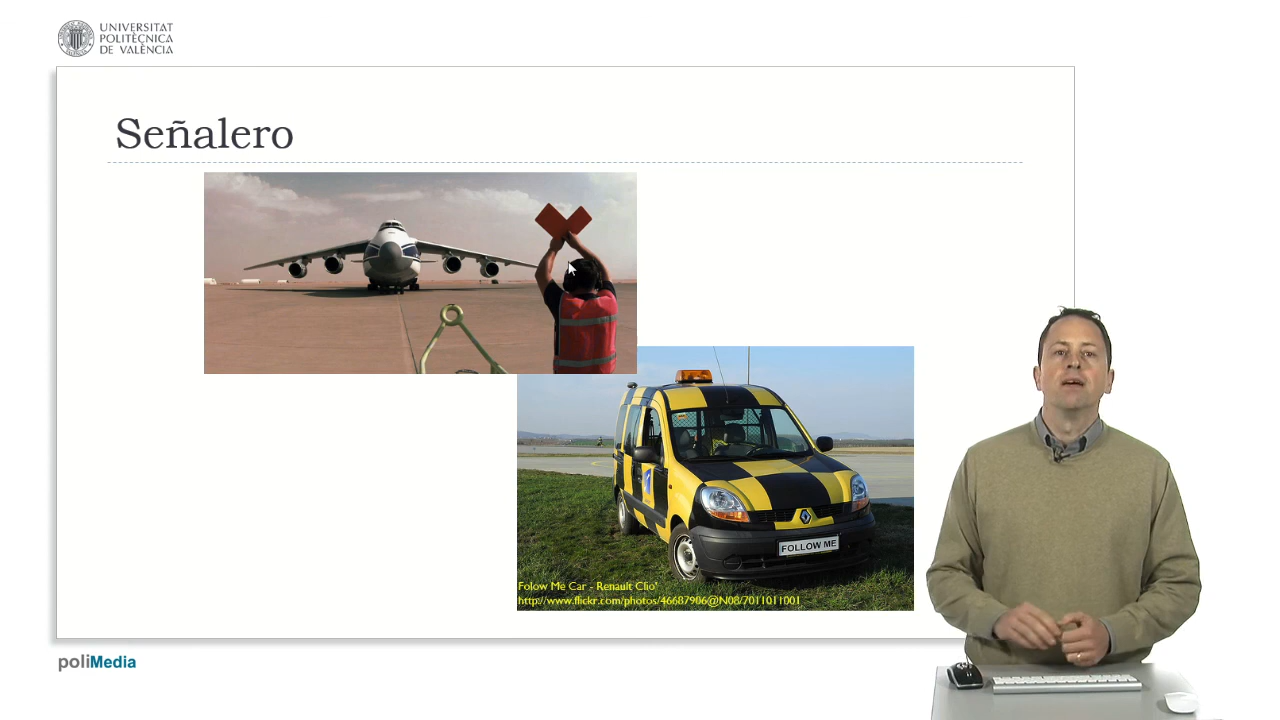 UNIVERSITAT
POLITÈCNICA
DE VALÈNCIA
Señalero
FOLLOW ME
Folow Me Car - Renault Clio"
http://www.flickr.com/photos/46687906@N08/7011011001
poliMedia